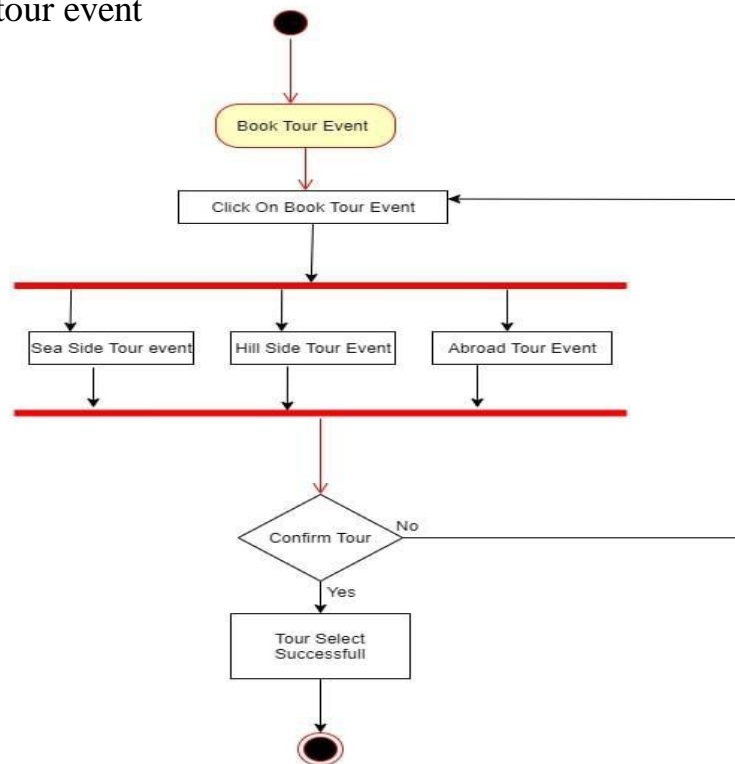 tour event
Book Tour Event
Click On Book Tour Event
Sea Side Tour event
Hill Side Tour Event
Abroad Tour Event
Confirm Tour
No
Yes
Tour Select
Successfull